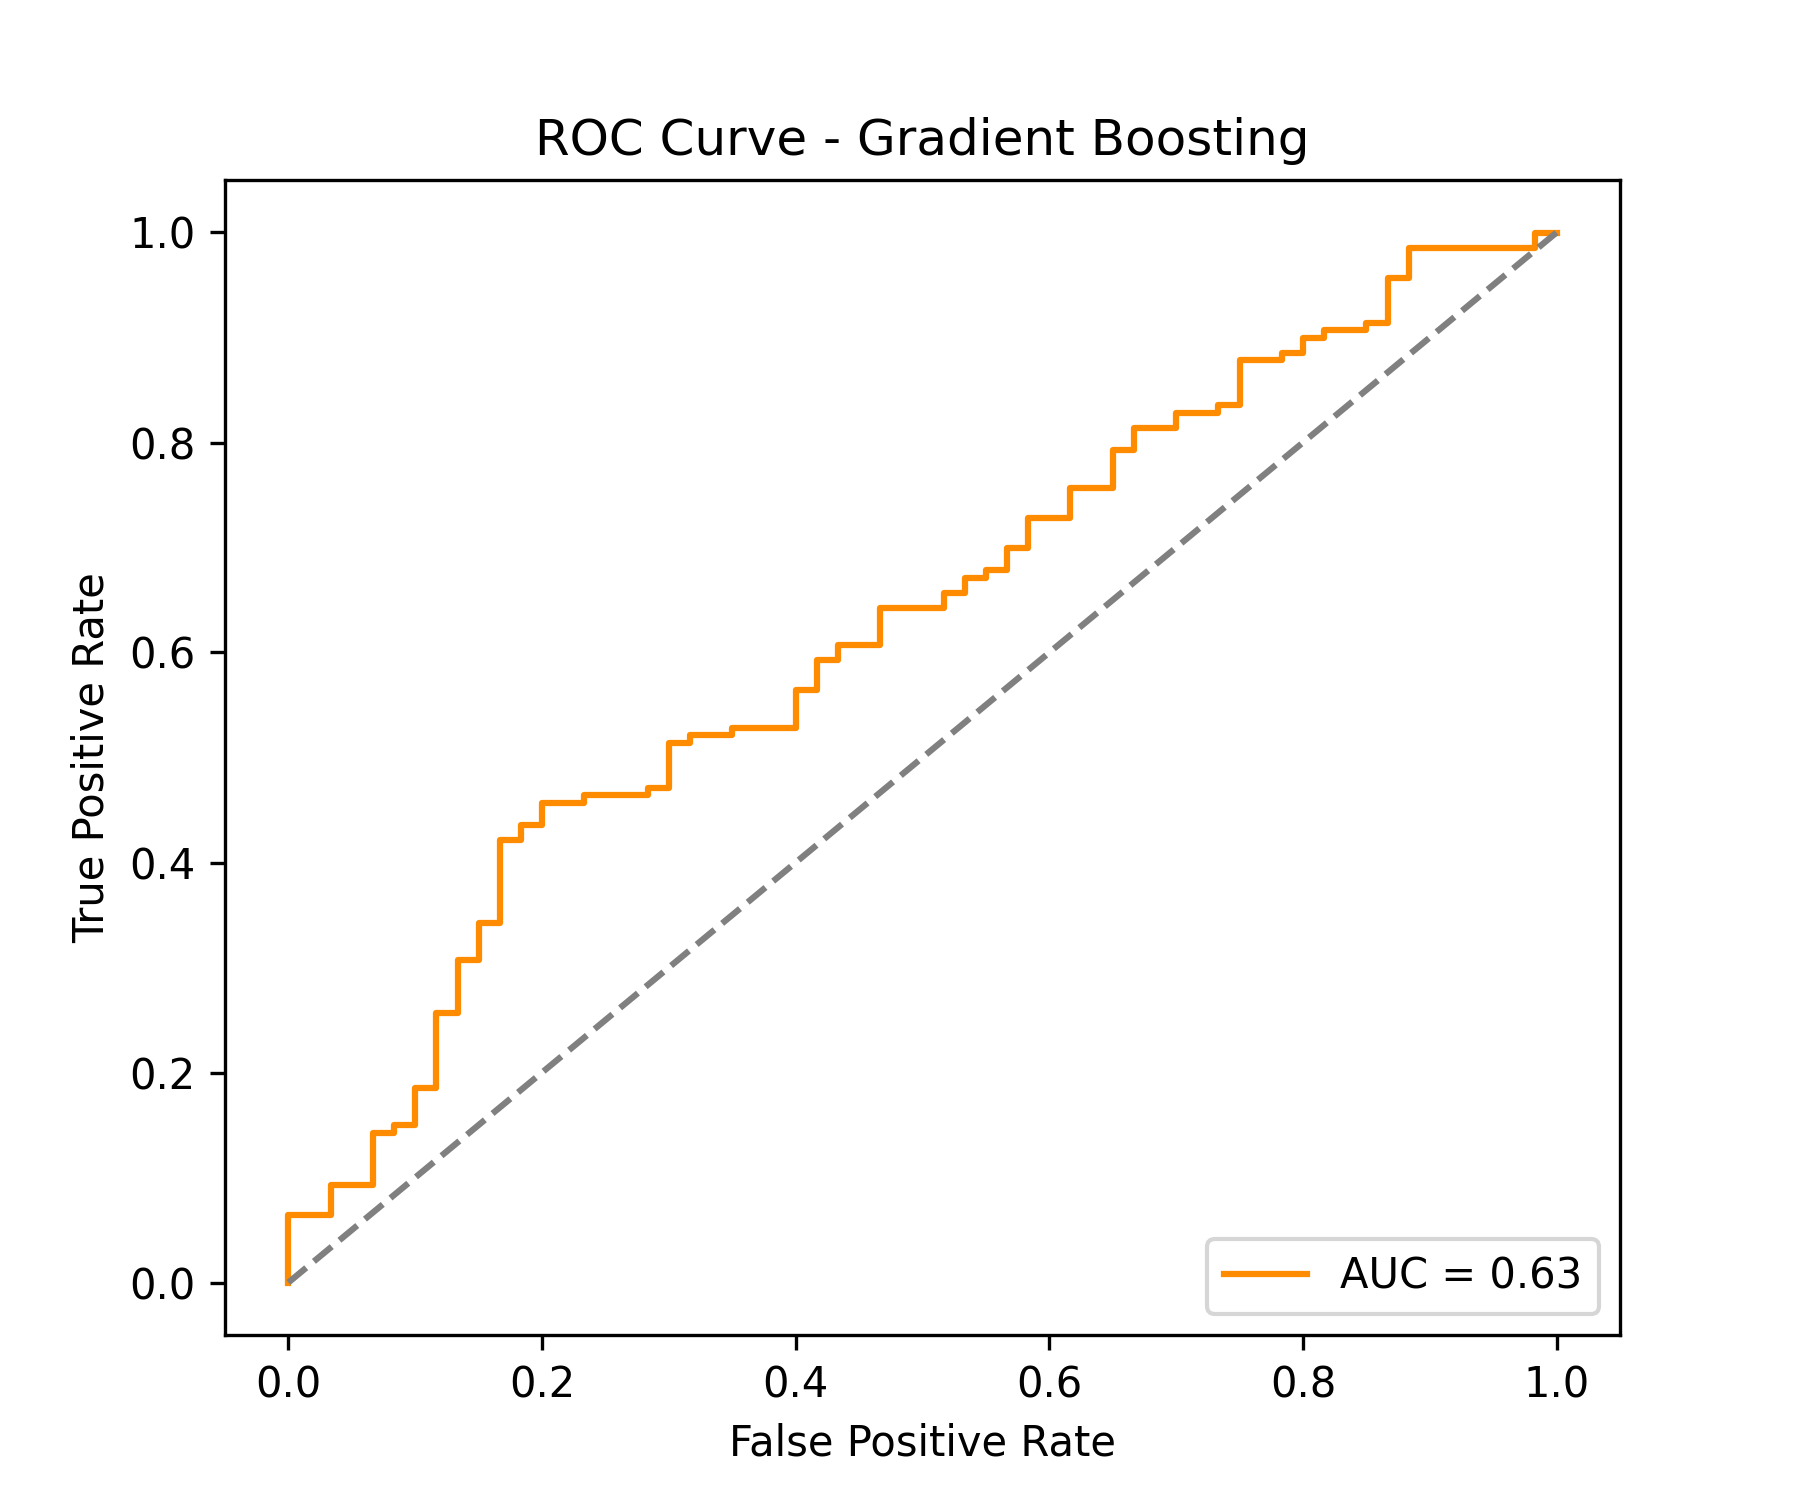 ROC Curve - Gradient Boosting
1.0
0.8
0.6
0.4
0.2
0.0
True Positive Rate
AUC = 0.63
0.0 0.2 0.4 0.6 0.8 1.0
False Positive Rate